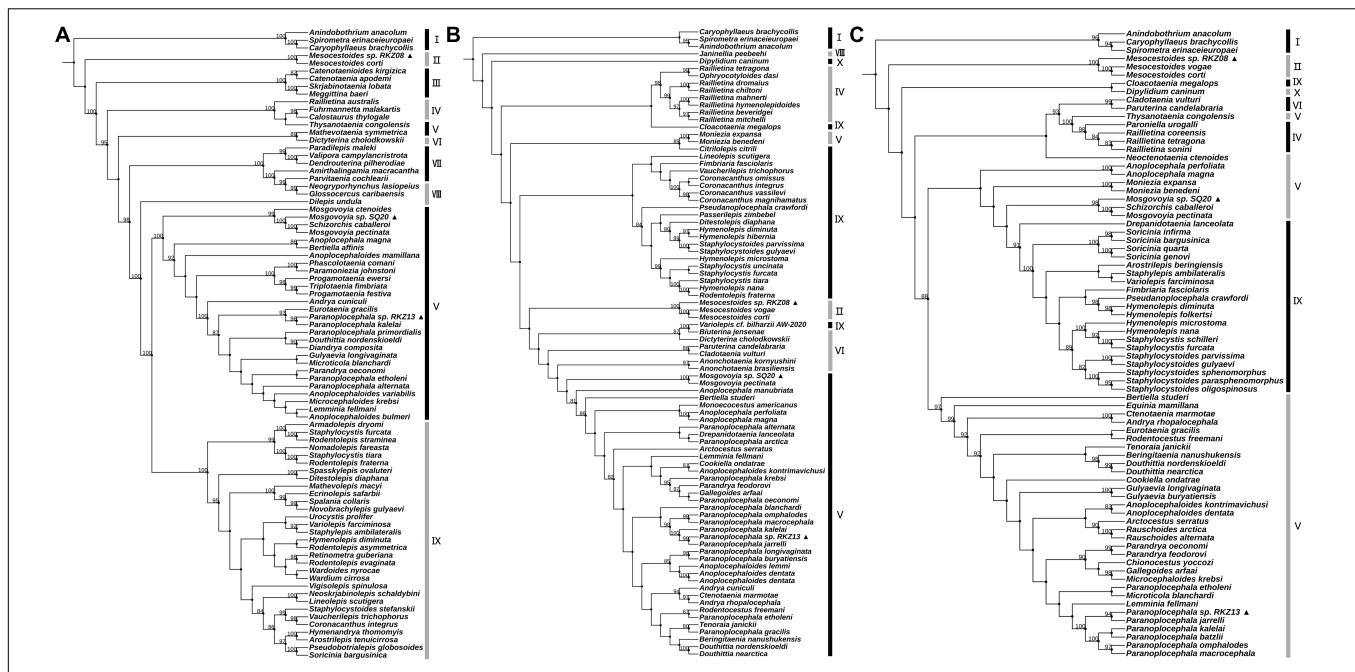 A
Anindobothrium anacolum
Spirometra erinaceieuropaei
Caryophyllaeus brachycollis
Mesocestoides sp. RKZ08 ▲
Mesocestoides corti
Catenotaenioides kirgizica
Catenotaenia apodemi
Skrjabinotaenia lobata
Meggittina baeri
Raillietina australis
Fuhrmannetta malakartis
Calostaurus thylogale
Thysanotaenia congolensis
Mathevotaenia symmetrica
Dictyterina cholodkowskii
Paradilepis maleki
Valipora campylancristrota
Dendrouterina pilherodiae
Amirthalingamia macracantha
Parvitaenia cochlearii
Neogryporhynchus lasiopeius
Glossocercus caribaensis
Dilepis undula
Mosgovoyia ctenoides
Mosgovoyia sp. SQ20 ▲
Schizorchis caballeroi
Mosgovoyia pectinata
Anoplocephala magna
Bertiella affinis
Anoplocephaloides mamillana
Phascolotaenia comani
Paramoniezia johnstoni
Progamotaenia ewersi
Triplotaenia fimbriata
Progamotaenia festiva
Andrya cuniculi
Eurotaenia gracilis
Paranoplocephala sp. RKZ13 ▲
Paranoplocephala kalelai
Paranoplocephala primordialis
Douthittia nordenskioeldi
Diandrya composita
Gulyaevia longivaginata
Microticola blanchardi
Parandrya oeconomi
Paranoplocephala etholeni
Paranoplocephala alternata
Anoplocephaloides variabilis
Microcephaloides krebsi
Lemminia fellmani
Anoplocephaloides bulmeri
Armadolepis dryomi
Staphylocystis furcata
Rodentolepis straminea
Nomadolepis fareasta
Staphylocystis tiara
Rodentolepis fraterna
Spasskylepis ovaluteri
Ditestolepis diaphana
Mathevolepis macyi
Ecrinolepis safarbii
Spalania collaris
Novobrachylepis gulyaevi
Urocystis prolifer
Variolepis farciminosa
Staphylepis ambilateralis
Hymenolepis diminuta
Rodentolepis asymmetrica
Retinometra guberiana
Rodentolepis evaginata
Wardoides nyrocae
Wardium cirrosa
Vigisolepis spinulosa
Neoskrjabinolepis schaldybini
Lineolepis scutigera
Staphylocystoides stefanskii
Vaucherilepis trichophorus
Coronacanthus integrus
Hymenandrya thomomyis
Arostrilepis tenuicirrosa
Pseudobotrialepis globosoides
Soricinia bargusinica
I
II
III
IV
V
VI
VII
VIII
V
IX
B
Caryophyllaeus brachycollis
Spirometra erinaceieuropaei
Anindobothrium anacolum
Janinellia peebeehi
Dipylidium caninum
Raillietina tetragona
Ophryocotyloides dasi
Raillietina dromaius
Raillietina chiltoni
Raillietina mahnerti
Raillietina hymenolepidoides
Raillietina beveridgei
Raillietina mitchelli
Cloacotaenia megalops
Moniezia expansa
Moniezia benedeni
Citrilolepis citrili
Lineolepis scutigera
Fimbriaria fasciolaris
Vaucherilepis trichophorus
Coronacanthus omissus
Coronacanthus integrus
Coronacanthus vassilevi
Coronacanthus magnihamatus
Pseudanoplocephala crawfordi
Passerilepis zimbebel
Ditestolepis diaphana
Hymenolepis diminuta
Hymenolepis hibernia
Staphylocystoides parvissima
Staphylocystoides gulyaevi
Hymenolepis microstoma
Staphylocystis uncinata
Staphylocystis furcata
Staphylocystis tiara
Hymenolepis nana
Rodentolepis fraterna
Mesocestoides sp. RKZ08 ▲
Mesocestoides vogae
Mesocestoides corti
Variolepis cf. bilharzii AW-2020
Biuterina jensenae
Dictyterina cholodkowskii
Paruterina candelabraria
Cladotaenia vulturi
Anonchotaenia kornyushini
Anonchotaenia brasiliensis
Mosgovoyia sp. SQ20 ▲
Mosgovoyia pectinata
Anoplocephala manubriata
Bertiella studeri
Monoecocestus americanus
Anoplocephala perfoliata
Anoplocephala magna
Paranoplocephala alternata
Drepanidotaenia lanceolata
Paranoplocephala arctica
Arctocestus serratus
Lemminia fellmani
Cookiella ondatrae
Anoplocephaloides kontrimavichusi
Paranoplocephala krebsi
Parandrya feodorovi
Gallegoides arfaai
Paranoplocephala oeconomi
Paranoplocephala blanchardi
Paranoplocephala omphalodes
Paranoplocephala macrocephala
Paranoplocephala kalelai
Paranoplocephala sp. RKZ13 ▲
Paranoplocephala jarrelli
Paranoplocephala longivaginata
Paranoplocephala buryatiensis
Anoplocephaloides lemmi
Anoplocephaloides dentata
Anoplocephaloides dentata
Andrya cuniculi
Ctenotaenia marmotae
Andrya rhopalocephala
Rodentocestus freemani
Paranoplocephala etholeni
Tenoraia janickii
Paranoplocephala gracilis
Beringitaenia nanushukensis
Douthittia nordenskioeldi
Douthittia nearctica
I
VIII
X
IV
IX
V
IX
II
IX
VI
V
C
Anindobothrium anacolum
Caryophyllaeus brachycollis
Spirometra erinaceieuropaei
Mesocestoides sp. RKZ08 ▲
Mesocestoides vogae
Mesocestoides corti
Cloacotaenia megalops
Dipylidium caninum
Cladotaenia vulturi
Paruterina candelabraria
Thysanotaenia congolensis
Paroniella urogalli
Raillietina coreensis
Raillietina tetragona
Raillietina sonini
Neoctenotaenia ctenoides
Anoplocephala perfoliata
Anoplocephala magna
Moniezia expansa
Moniezia benedeni
Mosgovoyia sp. SQ20 ▲
Schizorchis caballeroi
Mosgovoyia pectinata
Drepanidotaenia lanceolata
Soricinia infirma
Soricinia bargusinica
Soricinia quarta
Soricinia genovi
Arostrilepis beringiensis
Staphylepis ambilateralis
Variolepis farciminosa
Fimbriaria fasciolaris
Pseudanoplocephala crawfordi
Hymenolepis diminuta
Hymenolepis folkertsi
Hymenolepis microstoma
Hymenolepis nana
Staphylocystis schilleri
Staphylocystis furcata
Staphylocystoides parvissima
Staphylocystoides gulyaevi
Staphylocystoides sphenomorphus
Staphylocystoides parasphenomorphus
Staphylocystoides oligospinosus
Bertiella studeri
Equinia mamillana
Ctenotaenia marmotae
Andrya rhopalocephala
Eurotaenia gracilis
Rodentocestus freemani
Tenoraia janickii
Beringitaenia nanushukensis
Douthittia nordenskioeldi
Douthittia nearctica
Cookiella ondatrae
Gulyaevia longivaginata
Gulyaevia buryatiensis
Anoplocephaloides kontrimavichusi
Anoplocephaloides dentata
Arctocestus serratus
Rauschoides arctica
Rauschoides alternata
Parandrya oeconomi
Parandrya feodorovi
Chionocestus yoccozi
Gallegoides arfaai
Microcephaloides krebsi
Paranoplocephala etholeni
Microticola blanchardi
Lemminia fellmani
Paranoplocephala sp. RKZ13 ▲
Paranoplocephala jarrelli
Paranoplocephala kalelai
Paranoplocephala batzlii
Paranoplocephala omphalodes
Paranoplocephala macrocephala
I
II
IX
X
VI
V
IV
V
IX
V